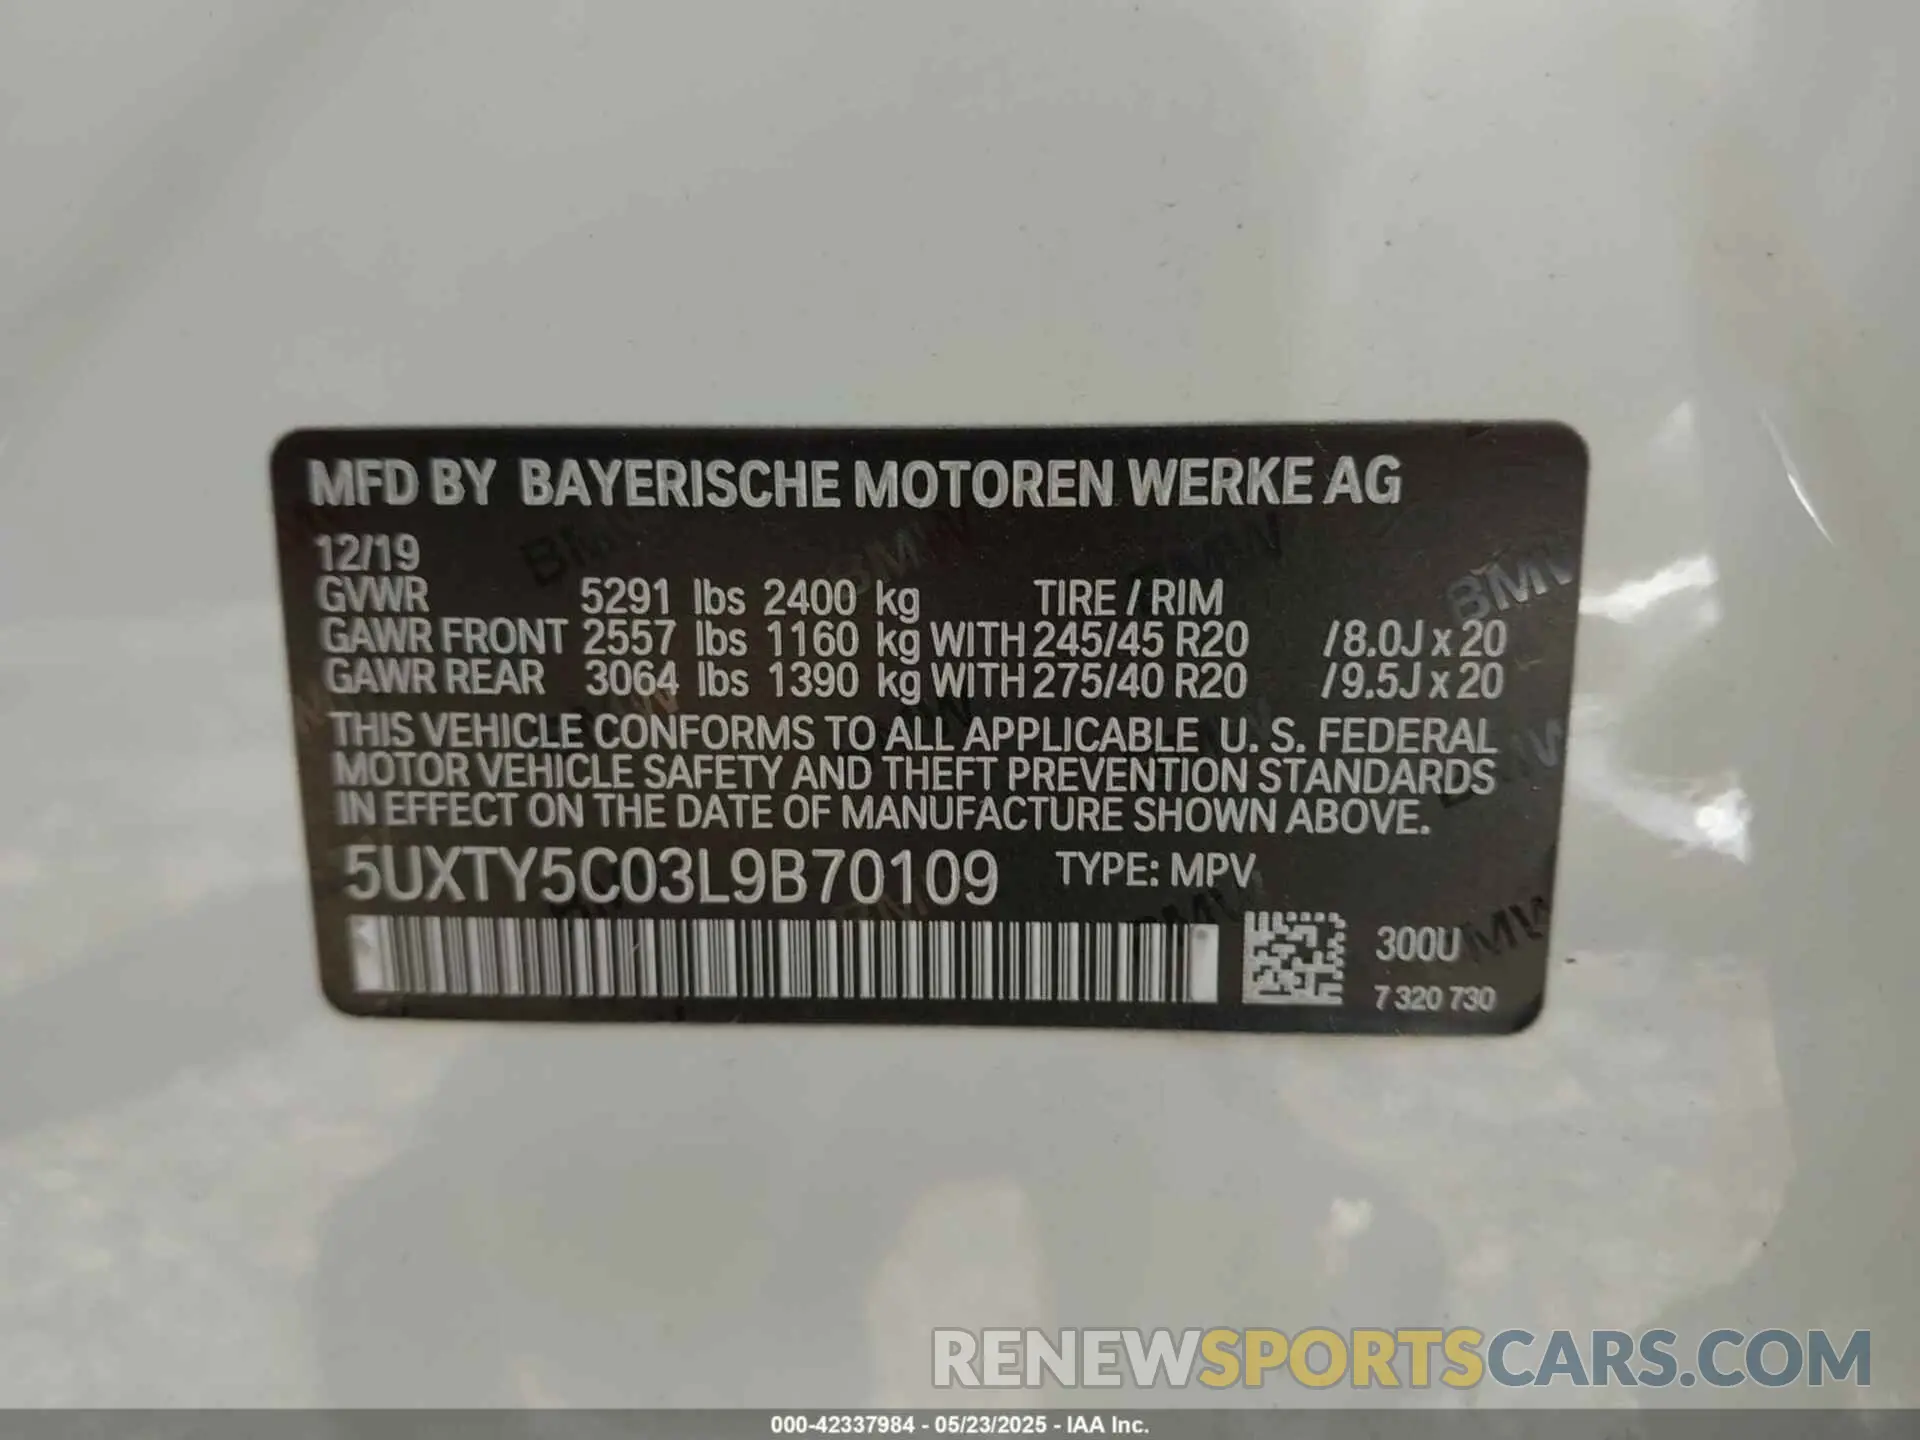 MFD BY BAYERISCHE MOTOREN WERKE AG
12/19
GVWR 5291 lbs 2400 kg TIRE / RIM
GAWR FRONT 2557 lbs 1160 kg WITH 245/45 R20 /8.0J x 20
GAWR REAR 3064 lbs 1390 kg WITH 275/40 R20 /9.5J x 20
THIS VEHICLE CONFORMS TO ALL APPLICABLE U. S. FEDERAL
MOTOR VEHICLE SAFETY AND THEFT PREVENTION STANDARDS
IN EFFECT ON THE DATE OF MANUFACTURE SHOWN ABOVE.
5UXTY5C03L9B70109 TYPE: MPV
300U
7 320 730
RENEWSPORTSCARS.COM
000-42337984 - 05/23/2025 - IAA Inc.